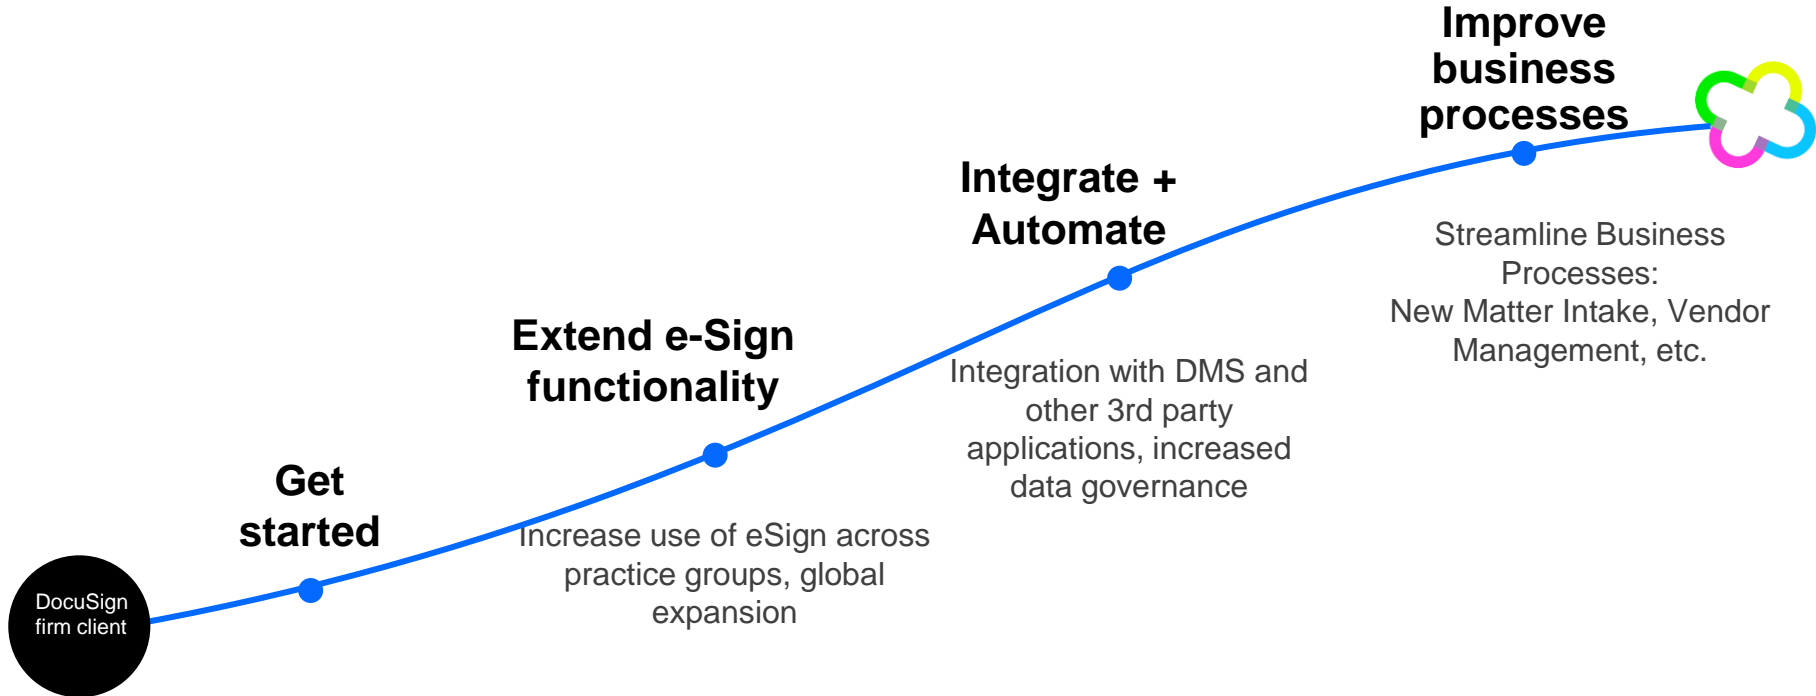 DocuSign
firm client
Get
started
Extend e-Sign
functionality
Increase use of eSign across
practice groups, global
expansion
Integrate +
Automate
Integration with DMS and
other 3rd party
applications, increased
data governance
Improve
business
processes
Streamline Business
Processes:
New Matter Intake, Vendor
Management, etc.